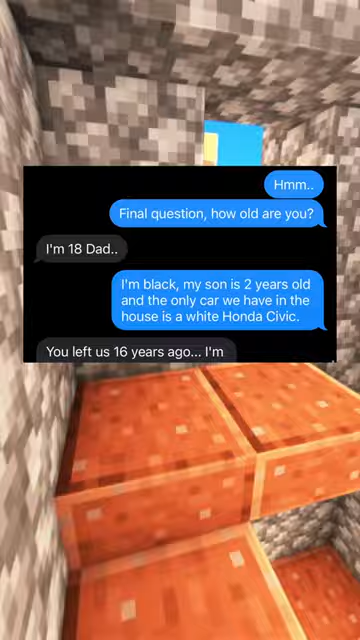 Hmm..
Final question, how old are you?
I'm 18 Dad..
I'm black, my son is 2 years old
and the only car we have in the
house is a white Honda Civic.
You left us 16 years ago... I'm